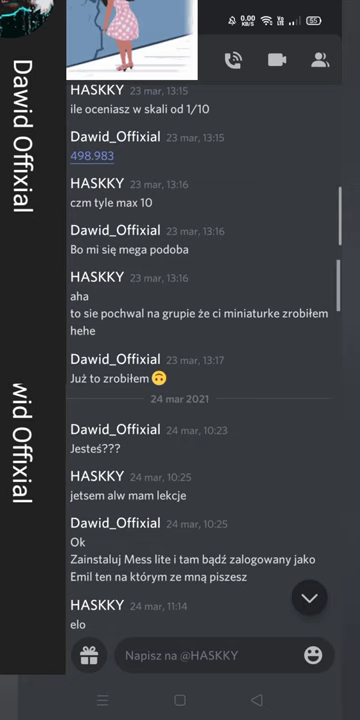 0.00 KB/S 55
HASKKY 23 mar, 13:15
ile oceniasz w skali od 1/10
Dawid_Offixial 23 mar, 13:15
498.983
HASKKY 23 mar, 13:16
czm tyle max 10
Dawid_Offixial 23 mar, 13:16
Bo mi się mega podoba
HASKKY 23 mar, 13:16
aha
to sie pochwal na grupie że ci miniaturke zrobiłem
hehe
Dawid_Offixial 23 mar, 13:17
Już to zrobiłem 🙃
24 mar 2021
Dawid_Offixial 24 mar, 10:23
Jesteś???
HASKKY 24 mar, 10:25
jetsem alw mam lekcje
Dawid_Offixial 24 mar, 10:25
Ok
Zainstaluj Mess lite i tam bądź zalogowany jako
Emil ten na którym ze mną piszesz
HASKKY 24 mar, 11:14
elo
Napisz na @HASKKY
Dawid Offixial
wid Offixial